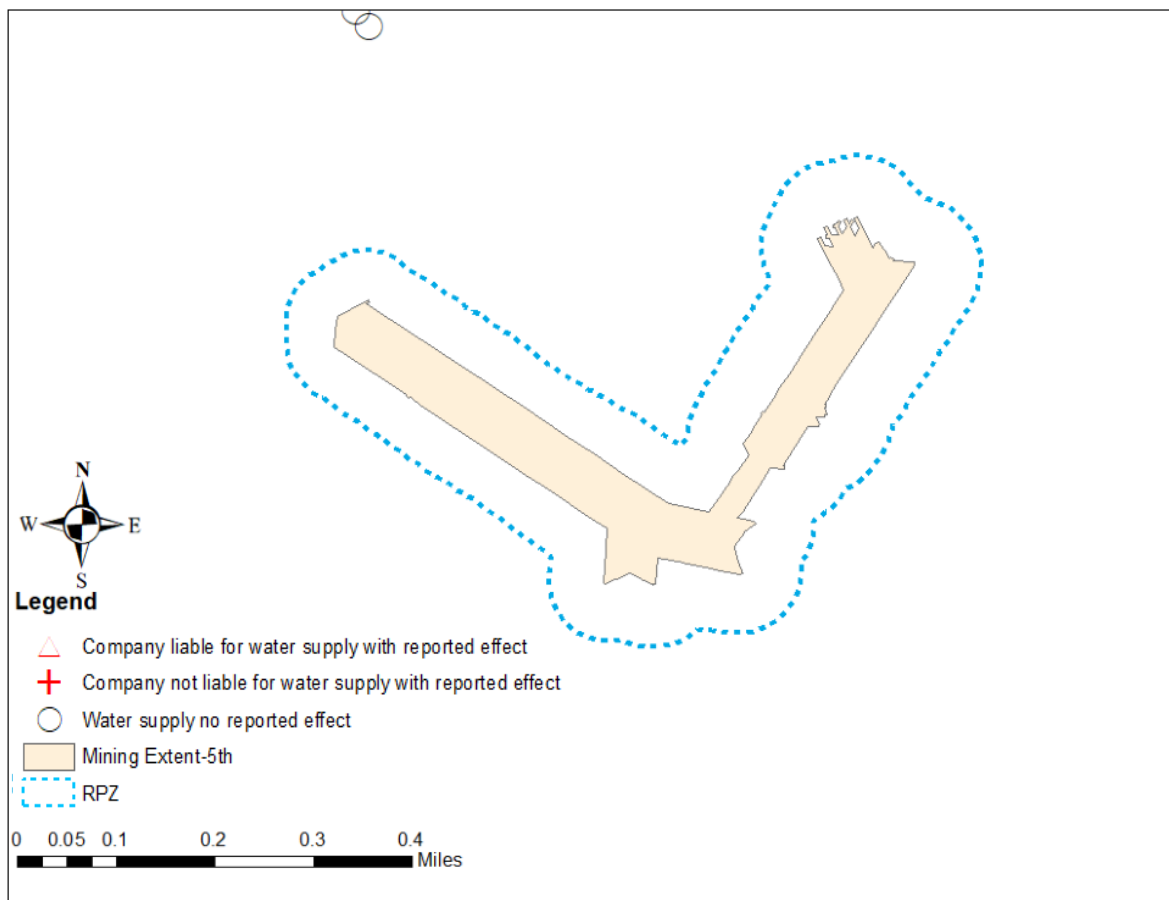 N
W E
S
Legend
Company liable for water supply with reported effect
Company not liable for water supply with reported effect
Water supply no reported effect
Mining Extent-5th
RPZ
0 0.05 0.1 0.2 0.3 0.4
Miles